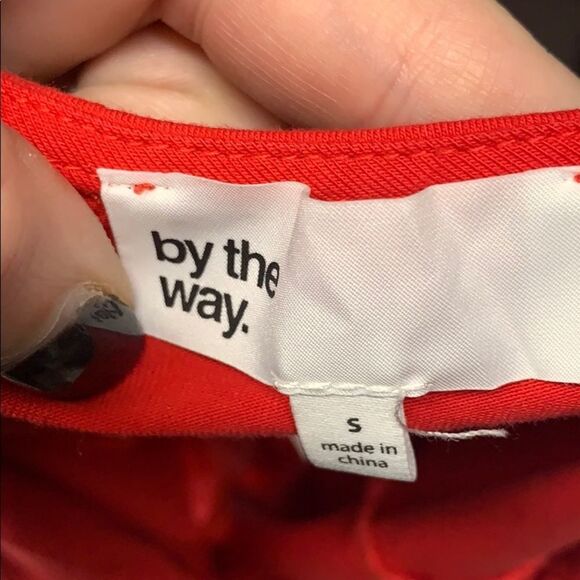 by the
way.
S
made in
china